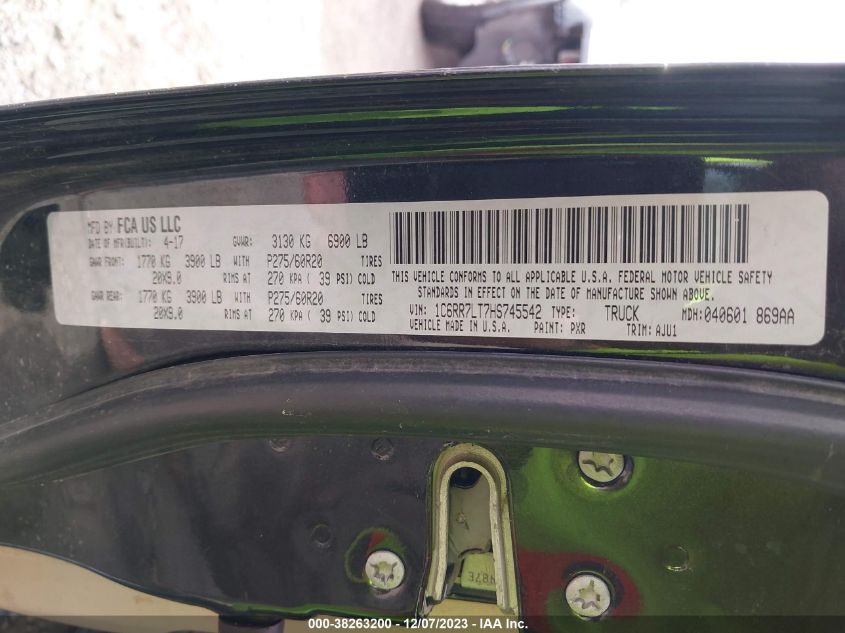 MFD BY FCA US LLC
DATE OF MFR(BUILT): 4-17 GVWR: 3130 KG 6900 LB
GAWR FRONT: 1770 KG 3900 LB WITH P275/60R20 TIRES
20X9.0 RIMS AT 270 KPA ( 39 PSI) COLD
GAWR REAR: 1770 KG 3900 LB WITH P275/60R20 TIRES
20X9.0 RIMS AT 270 KPA ( 39 PSI) COLD
THIS VEHICLE CONFORMS TO ALL APPLICABLE U.S.A. FEDERAL MOTOR VEHICLE SAFETY
STANDARDS IN EFFECT ON THE DATE OF MANUFACTURE SHOWN ABOVE.
VIN: 1C6RR7LT7HS745542 TYPE: TRUCK MDH: 040601 869AA
VEHICLE MADE IN U.S.A. PAINT: PXR TRIM: AJU1
000-38263200 - 12/07/2023 - IAA Inc.